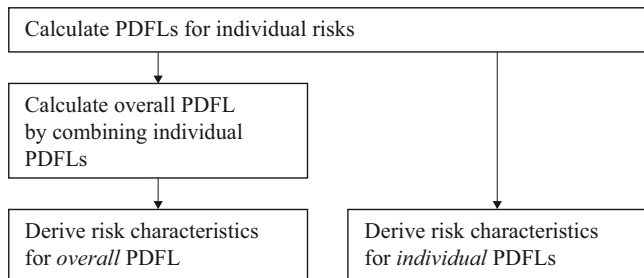 Calculate PDFLs for individual risks
Calculate overall PDFL
by combining individual
PDFLs
Derive risk characteristics
for overall PDFL
Derive risk characteristics
for individual PDFLs